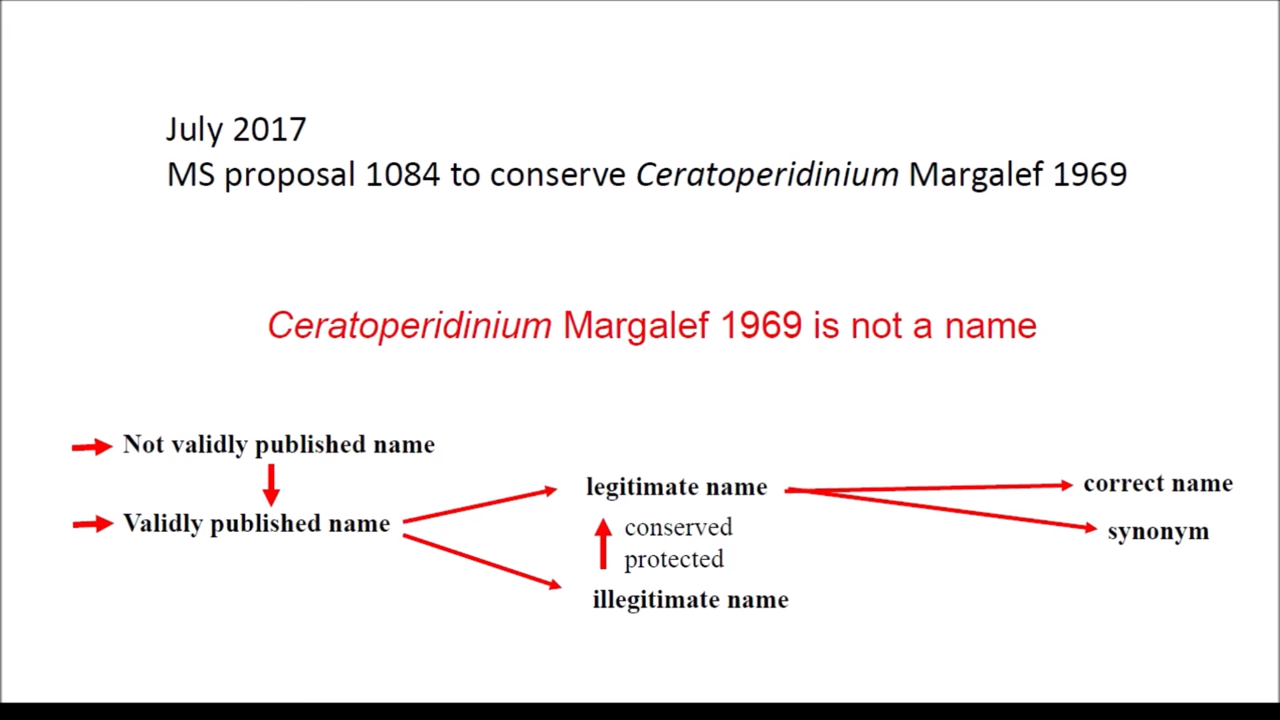 July 2017
MS proposal 1084 to conserve Ceratoperidinium Margalef 1969
Ceratoperidinium Margalef 1969 is not a name
Not validly published name
Validly published name
legitimate name
conserved
protected
illegitimate name
correct name
synonym